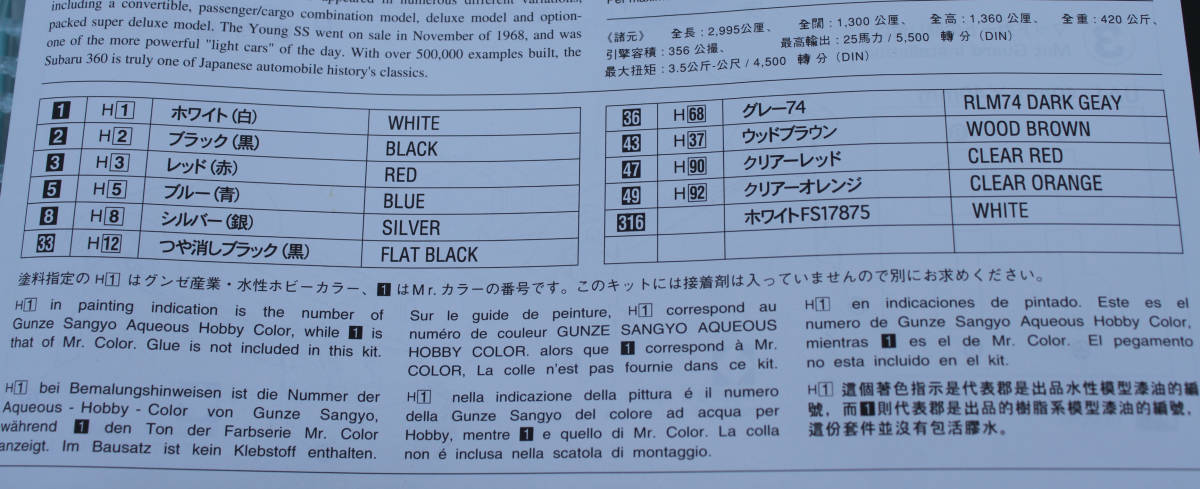 appeared in numerous different variations,
including a convertible, passenger/cargo combination model, deluxe model and option-
packed super deluxe model. The Young SS went on sale in November of 1968, and was
one of the more powerful "light cars" of the day. With over 500,000 examples built, the
Subaru 360 is truly one of Japanese automobile history's classics.
《諸元》 全長：2,995公厘、 全闊：1,300 公厘、 全高：1,360 公厘、 全重：420 公斤、
引擎容積：356 公撮、 最高輸出：25馬力 / 5,500 轉 分（DIN）
最大扭矩：3.5公斤-公尺 / 4,500 轉 分（DIN）
1 H1 ホワイト（白） WHITE
2 H2 ブラック（黒） BLACK
3 H3 レッド（赤） RED
5 H5 ブルー（青） BLUE
8 H8 シルバー（銀） SILVER
33 H12 つや消しブラック（黒） FLAT BLACK
36 H68 グレー74 RLM74 DARK GEAY
43 H37 ウッドブラウン WOOD BROWN
47 H90 クリアーレッド CLEAR RED
49 H92 クリアーオレンジ CLEAR ORANGE
316 ホワイトFS17875 WHITE
塗料指定の H1 はグンゼ産業・水性ホビーカラー、1 はMr.カラーの番号です。このキットには接着剤は入っていませんので別にお求めください。
H1 in painting indication is the number of
Gunze Sangyo Aqueous Hobby Color, while 1 is
that of Mr. Color. Glue is not included in this kit.
Sur le guide de peinture, H1 correspond au
numéro de couleur GUNZE SANGYO AQUEOUS
HOBBY COLOR. alors que 1 correspond à Mr.
COLOR, La colle n'est pas fournie dans ce kit.
H1 en indicaciones de pintado. Este es el
numero de Gunze Sangyo Aqueous Hobby Color,
mientras 1 es el de Mr. Color. El pegamento
no esta incluido en el kit.
H1 bei Bemalungshinweisen ist die Nummer der
Aqueous - Hobby - Color von Gunze Sangyo,
während 1 den Ton der Farbserie Mr. Color
anzeigt. Im Bausatz ist kein Klebstoff enthalten.
H1 nella indicazione della pittura é il numero
della Gunze Sangyo del colore ad acqua per
Hobby, mentre 1 e quello di Mr. Color. La colla
non é inclusa nella scatola di montaggio.
H1 這個著色指示是代表郡是出品水性模型漆油的編
號，而1則代表郡是出品的樹脂系模型漆油的編號，
這份套件並沒有包活膠水。